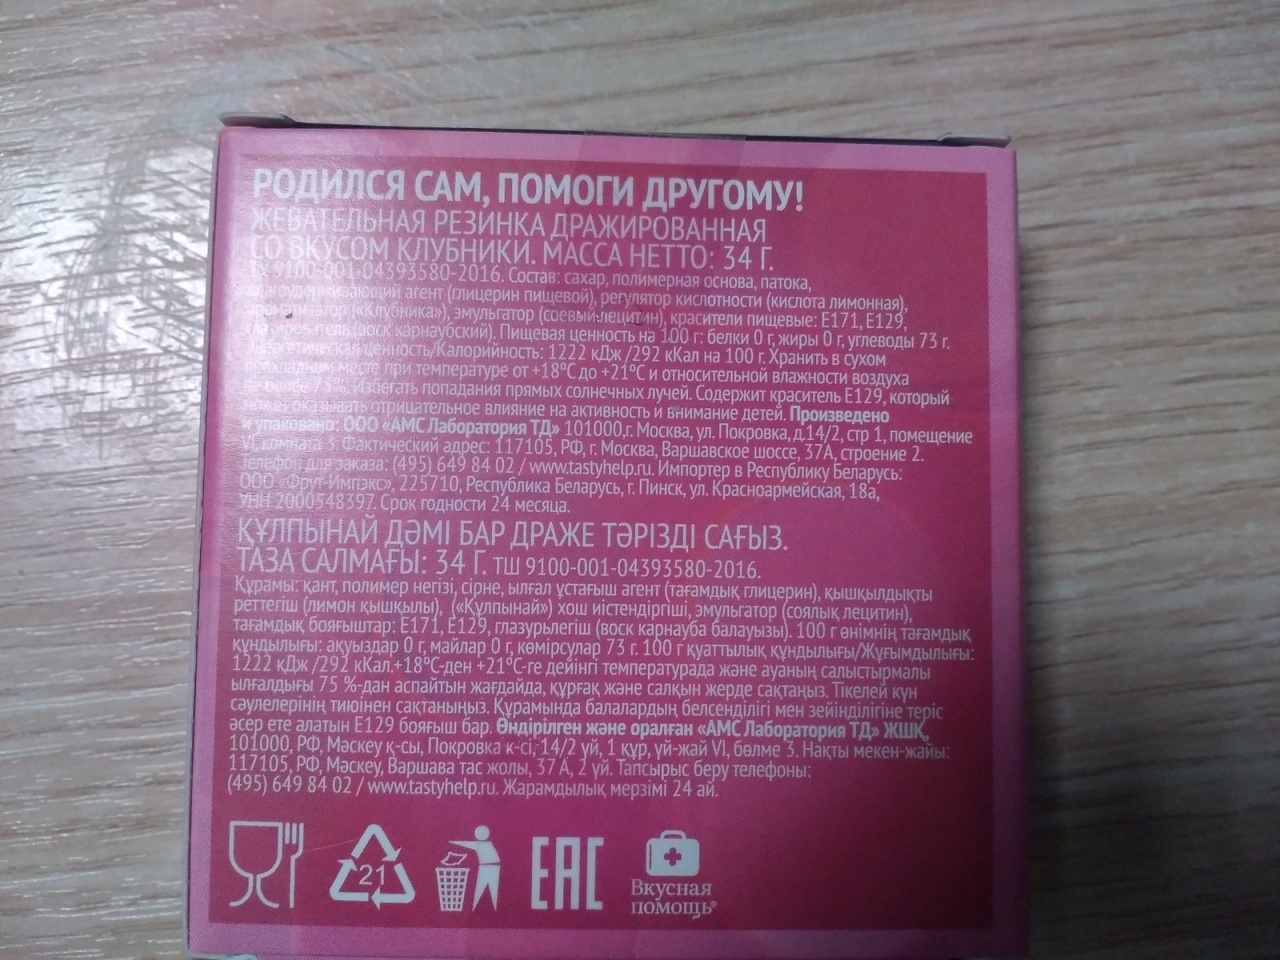 РОДИЛСЯ САМ, ПОМОГИ ДРУГОМУ!
ЖЕВАТЕЛЬНАЯ РЕЗИНКА ДРАЖИРОВАННАЯ
СО ВКУСОМ КЛУБНИКИ. МАССА НЕТТО: 34 Г.
ТУ 9100-001-04393580-2016. Состав: сахар, полимерная основа, патока,
влагоудерживающий агент (глицерин пищевой), регулятор кислотности (кислота лимонная),
ароматизатор («Клубника»), эмульгатор (соевый лецитин), красители пищевые: Е171, Е129,
глазирователь (воск карнаубский). Пищевая ценность на 100 г: белки 0 г, жиры 0 г, углеводы 73 г.
Энергетическая ценность/Калорийность: 1222 кДж /292 кКал на 100 г. Хранить в сухом
прохладном месте при температуре от +18°С до +21°С и относительной влажности воздуха
не более 75%. Избегать попадания прямых солнечных лучей. Содержит краситель Е129, который
может оказывать отрицательное влияние на активность и внимание детей. Произведено
и упаковано: ООО «АМС Лаборатория ТД» 101000,г. Москва, ул. Покровка, д.14/2, стр 1, помещение
VI, комната 3. Фактический адрес: 117105, РФ, г. Москва, Варшавское шоссе, 37А, строение 2.
Телефон для заказа: (495) 649 84 02 / www.tastyhelp.ru. Импортер в Республику Беларусь:
ООО «Фрут-Импэкс», 225710, Республика Беларусь, г. Пинск, ул. Красноармейская, 18а,
УНН 2000548397. Срок годности 24 месяца.
ҚҰЛПЫНАЙ ДӘМІ БАР ДРАЖЕ ТӘРІЗДІ САҒЫЗ.
ТАЗА САЛМАҒЫ: 34 Г. ТШ 9100-001-04393580-2016.
Құрамы: қант, полимер негізі, сірне, ылғал ұстағыш агент (тағамдық глицерин), қышқылдықты
реттегіш (лимон қышқылы), («Құлпынай») хош иістендіргіші, эмульгатор (соялық лецитин),
тағамдық бояғыштар: Е171, Е129, глазурьлегіш (воск карнауба балауызы). 100 г өнімнің тағамдық
құндылығы: ақуыздар 0 г, майлар 0 г, көмірсулар 73 г. 100 г қуаттылық құндылығы/Жұғымдылығы:
1222 кДж /292 кКал.+18°С-ден +21°С-ге дейінгі температурада және ауаның салыстырмалы
ылғалдығы 75 %-дан аспайтын жағдайда, құрғақ және салқын жерде сақтаңыз. Тікелей күн
сәулелерінің тиюінен сақтаныңыз. Құрамында балалардың белсенділігі мен зейінділігіне теріс
әсер ете алатын Е129 бояғыш бар. Өндірілген және оралған «АМС Лаборатория ТД» ЖШҚ,
101000, РФ, Мәскеу қ-сы, Покровка к-сі, 14/2 үй, 1 құр, үй-жай VI, бөлме 3. Нақты мекен-жайы:
117105, РФ, Мәскеу, Варшава тас жолы, 37 А, 2 үй. Тапсырыс беру телефоны:
(495) 649 84 02 / www.tastyhelp.ru. Жарамдылық мерзімі 24 ай.
21
EAC
Вкусная
помощь®